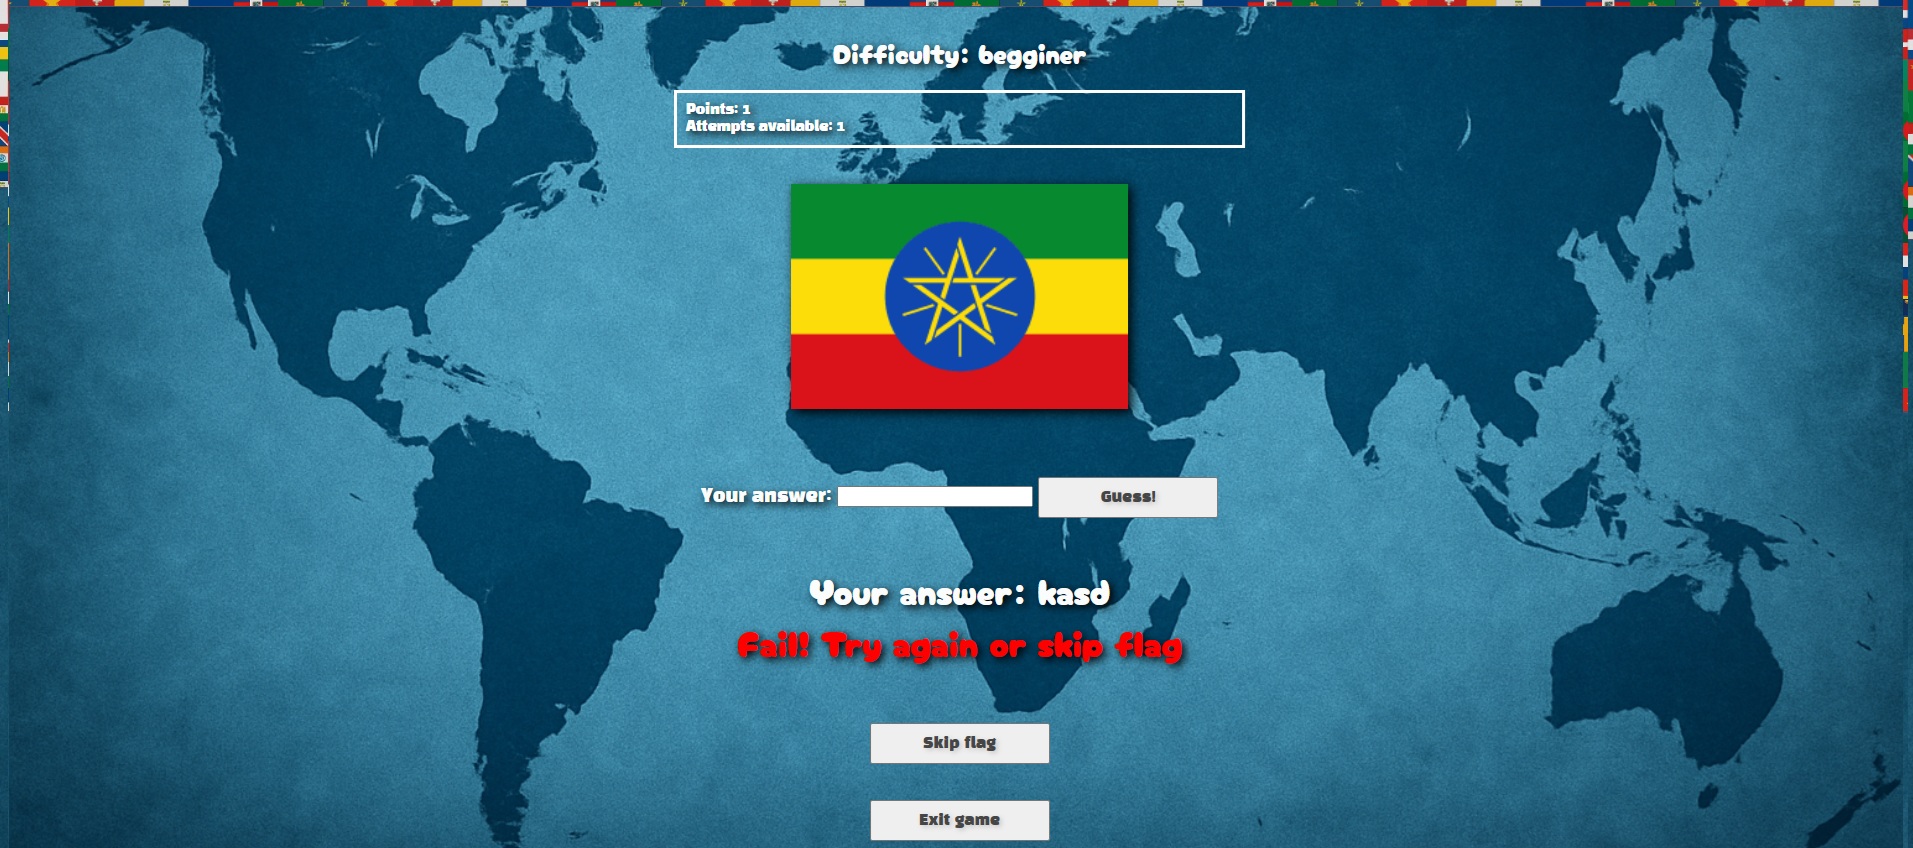 Difficulty: begginer
Points: 1
Attempts available: 1
Your answer: Guess!
Your answer: kasd
Fail! Try again or skip flag
Skip flag
Exit game